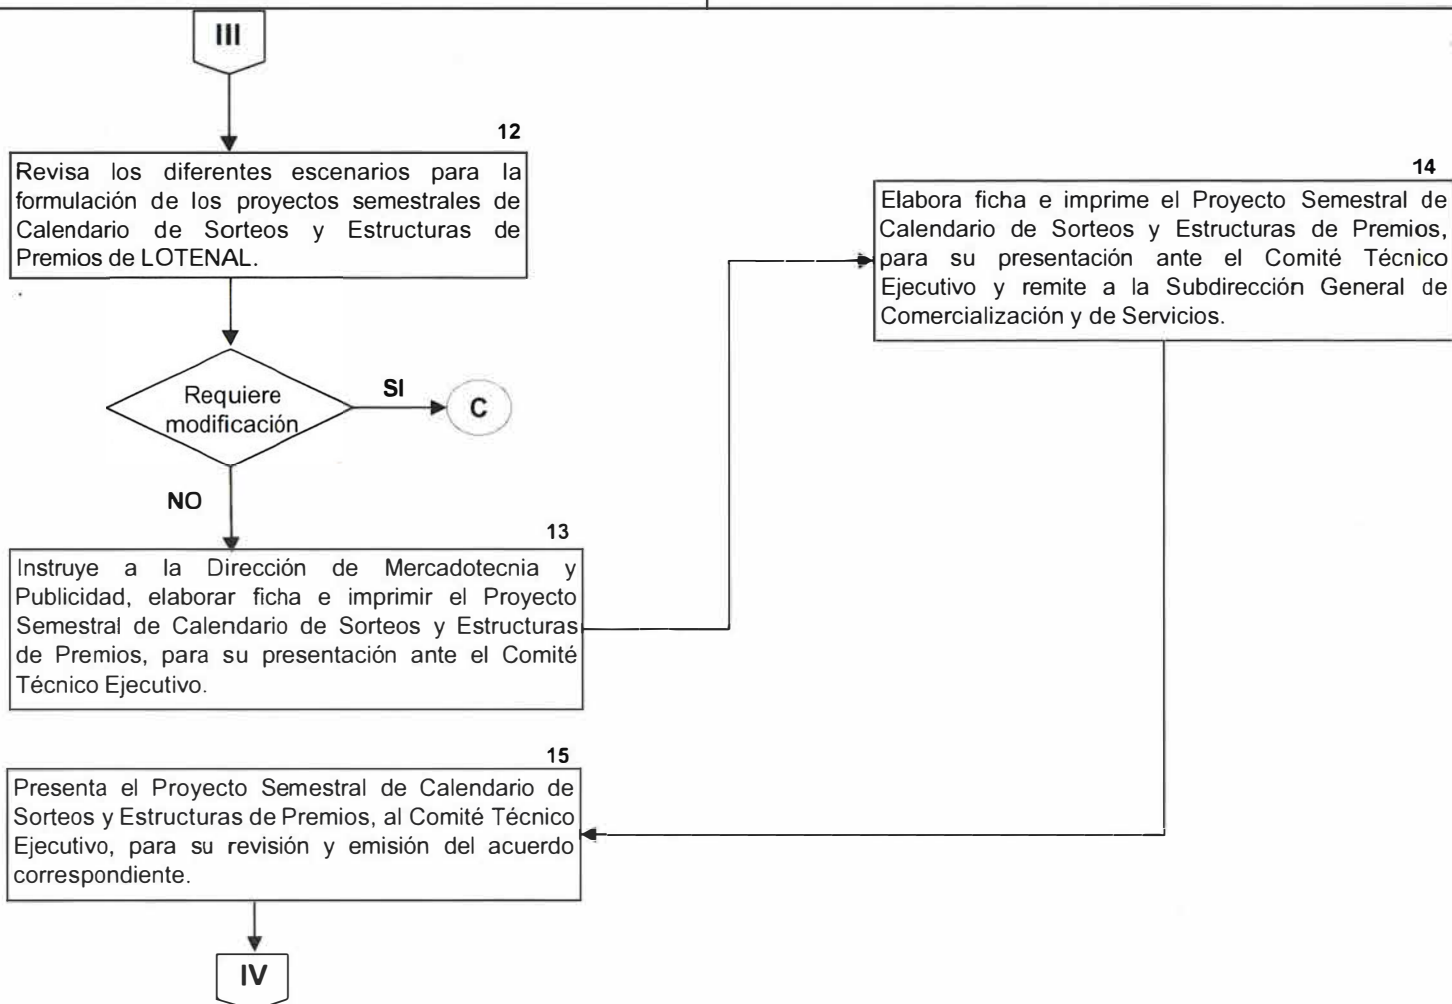 III
12
Revisa los diferentes escenarios para la
formulación de los proyectos semestrales de
Calendario de Sorteos y Estructuras de
Premios de LOTENAL.
Requiere
modificación
SI
C
NO
13
Instruye a la Dirección de Mercadotecnia y
Publicidad, elaborar ficha e imprimir el Proyecto
Semestral de Calendario de Sorteos y Estructuras
de Premios, para su presentación ante el Comité
Técnico Ejecutivo.
14
Elabora ficha e imprime el Proyecto Semestral de
Calendario de Sorteos y Estructuras de Premios,
para su presentación ante el Comité Técnico
Ejecutivo y remite a la Subdirección General de
Comercialización y de Servicios.
15
Presenta el Proyecto Semestral de Calendario de
Sorteos y Estructuras de Premios, al Comité Técnico
Ejecutivo, para su revisión y emisión del acuerdo
correspondiente.
IV